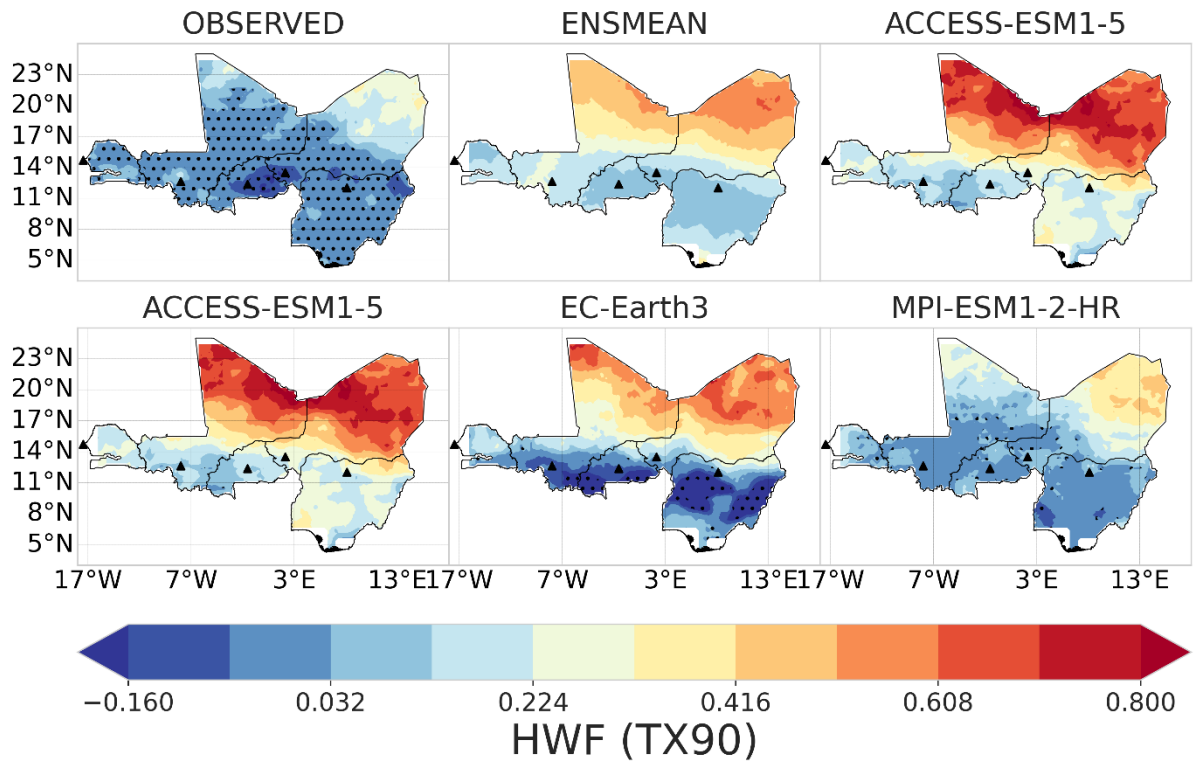 OBSERVED ENSMEAN ACCESS-ESM1-5
23°N
20°N
17°N
14°N
11°N
8°N
5°N
ACCESS-ESM1-5 EC-Earth3 MPI-ESM1-2-HR
23°N
20°N
17°N
14°N
11°N
8°N
5°N
17°W 7°W 3°E 13°E 17°W 7°W 3°E 13°E 17°W 7°W 3°E 13°E
−0.160 0.032 0.224 0.416 0.608 0.800
HWF (TX90)